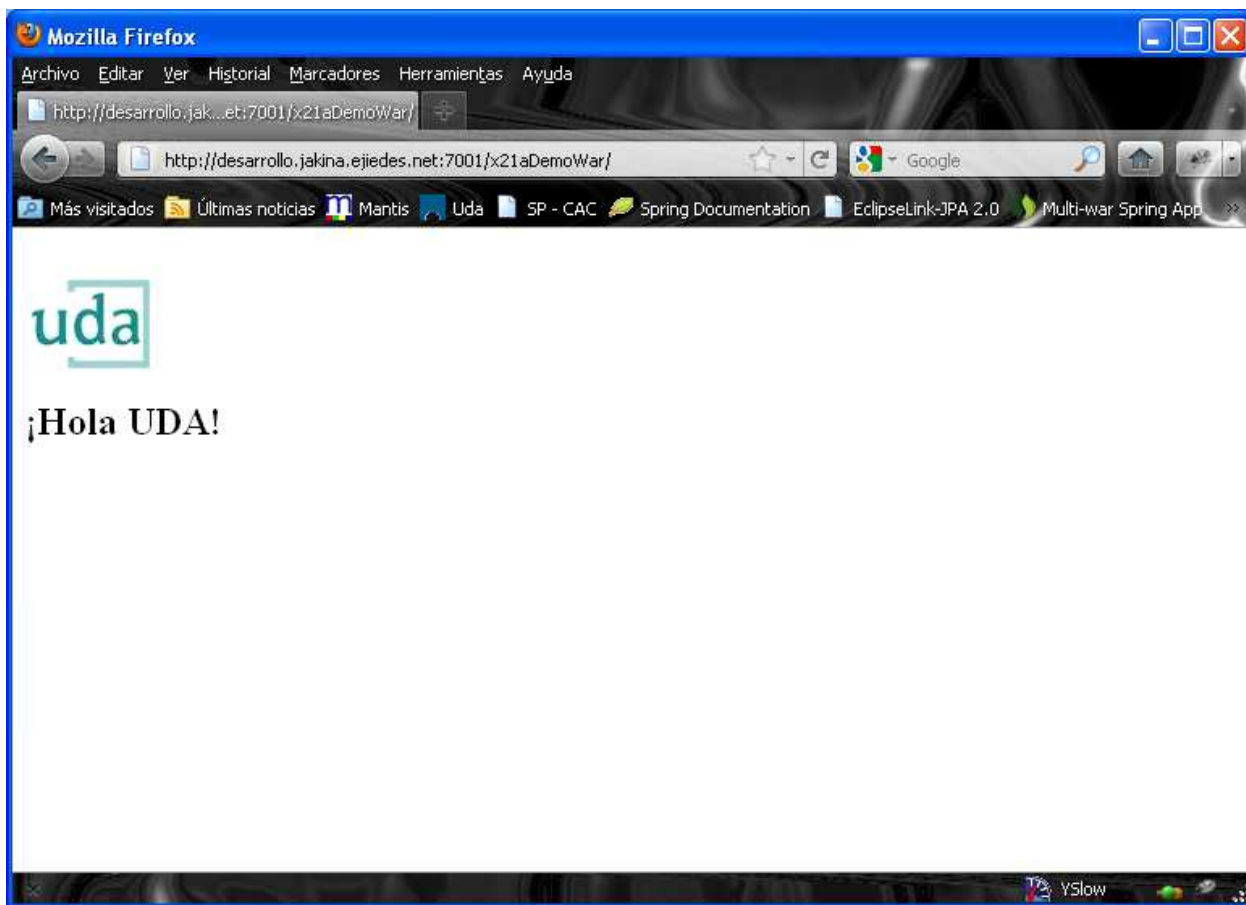 Mozilla Firefox
Archivo Editar Ver Historial Marcadores Herramientas Ayuda
http://desarrollo.jak...et:7001/x21aDemoWar/
http://desarrollo.jakina.ejiedes.net:7001/x21aDemoWar/ Google
Más visitados Últimas noticias Mantis Uda SP - CAC Spring Documentation EclipseLink-JPA 2.0 Multi-war Spring App
uda
¡Hola UDA!
YSlow